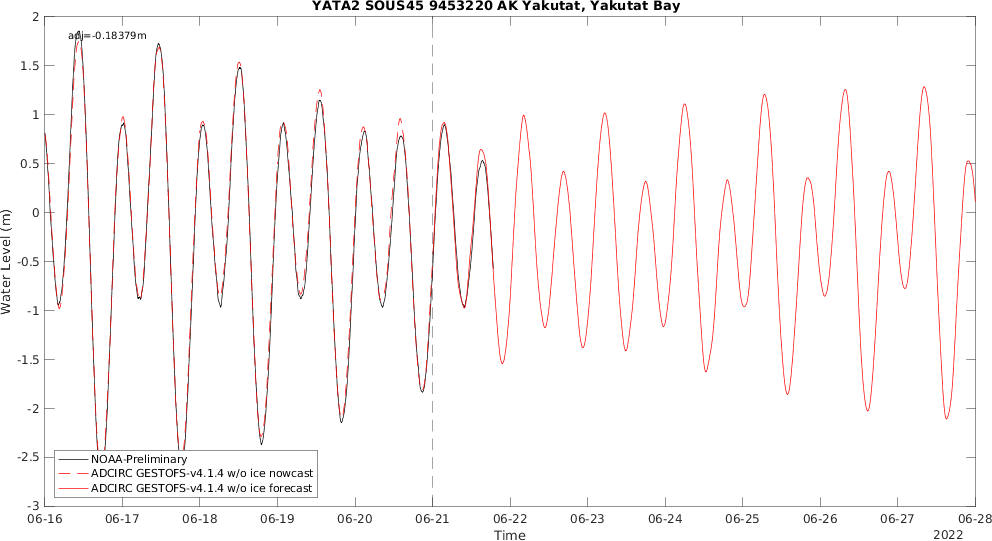 YATA2 SOUS45 9453220 AK Yakutat, Yakutat Bay
adj=-0.18379m
2
1.5
1
0.5
0
-0.5
-1
-1.5
-2
-2.5
-3
Water Level (m)
NOAA-Preliminary
ADCIRC GESTOFS-v4.1.4 w/o ice nowcast
ADCIRC GESTOFS-v4.1.4 w/o ice forecast
06-16 06-17 06-18 06-19 06-20 06-21 06-22 06-23 06-24 06-25 06-26 06-27 06-28
Time
2022